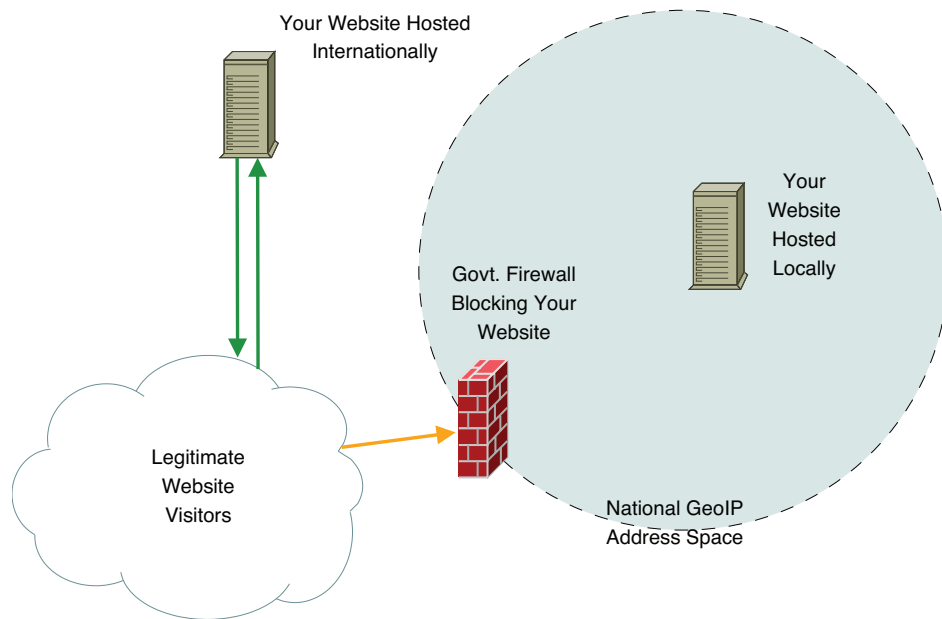 Your Website Hosted
Internationally
Your
Website
Hosted
Locally
Govt. Firewall
Blocking Your
Website
Legitimate
Website
Visitors
National GeoIP
Address Space